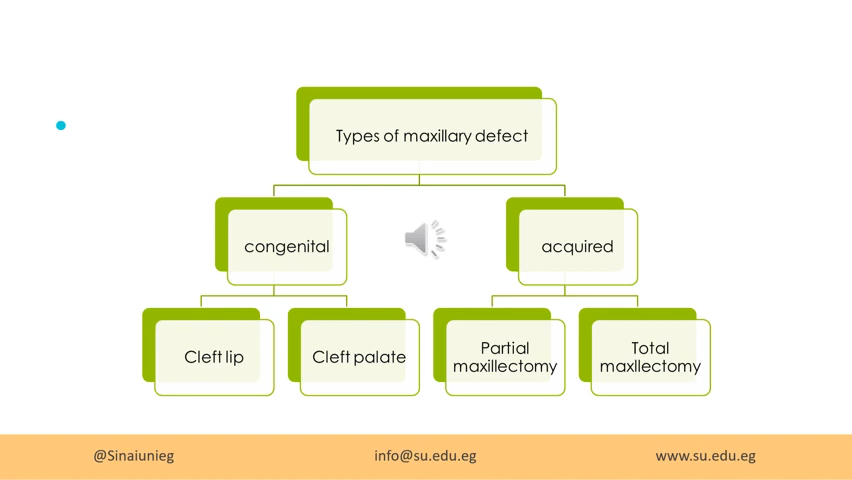 Types of maxillary defect
congenital
acquired
Cleft lip
Cleft palate
Partial
maxillectomy
Total
maxllectomy
@Sinaiunieg
info@su.edu.eg
www.su.edu.eg